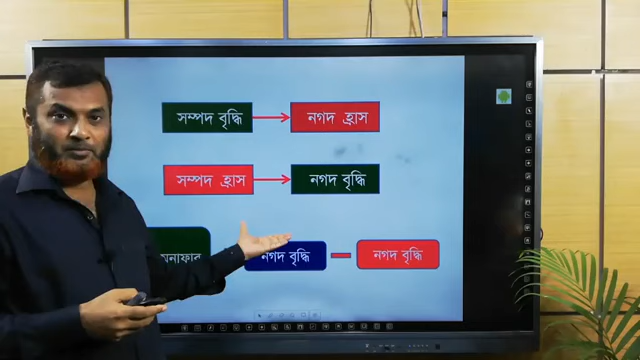 সম্পদ বৃদ্ধি নগদ হ্রাস
সম্পদ হ্রাস নগদ বৃদ্ধি
নগদ বৃদ্ধি নগদ বৃদ্ধি